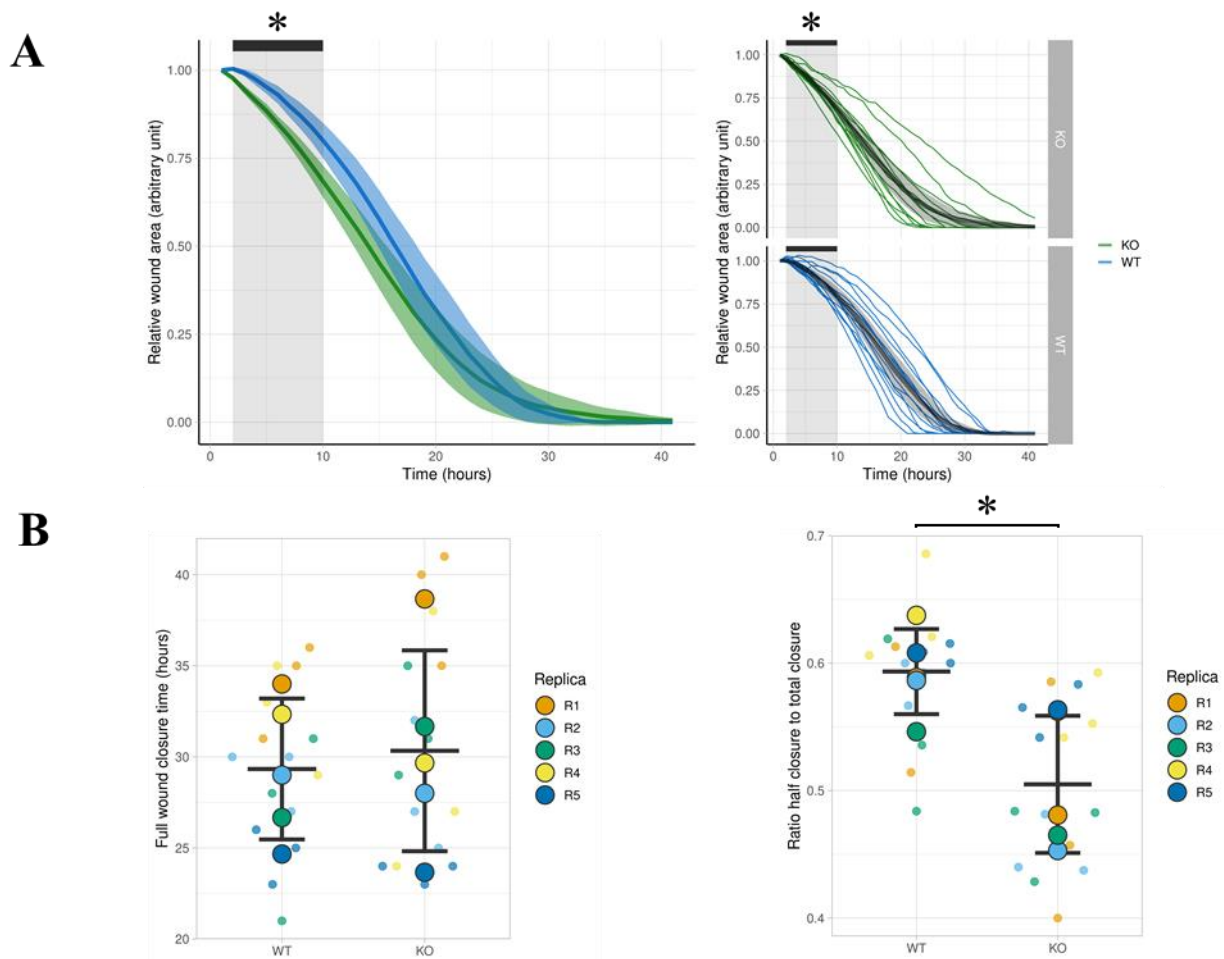 A
*
Relative wound area (arbitrary unit)
1.00
0.75
0.50
0.25
0.00
0
10
20
30
40
Time (hours)
*
Relative wound area (arbitrary unit)
1.00
0.75
0.50
0.25
0.00
KO
1.00
0.75
0.50
0.25
0.00
WT
0
10
20
30
40
Time (hours)
KO
WT
B
Full wound closure time (hours)
40
35
30
25
20
WT
KO
Replica
R1
R2
R3
R4
R5
*
Ratio half closure to total closure
0.7
0.6
0.5
0.4
WT
KO
Replica
R1
R2
R3
R4
R5